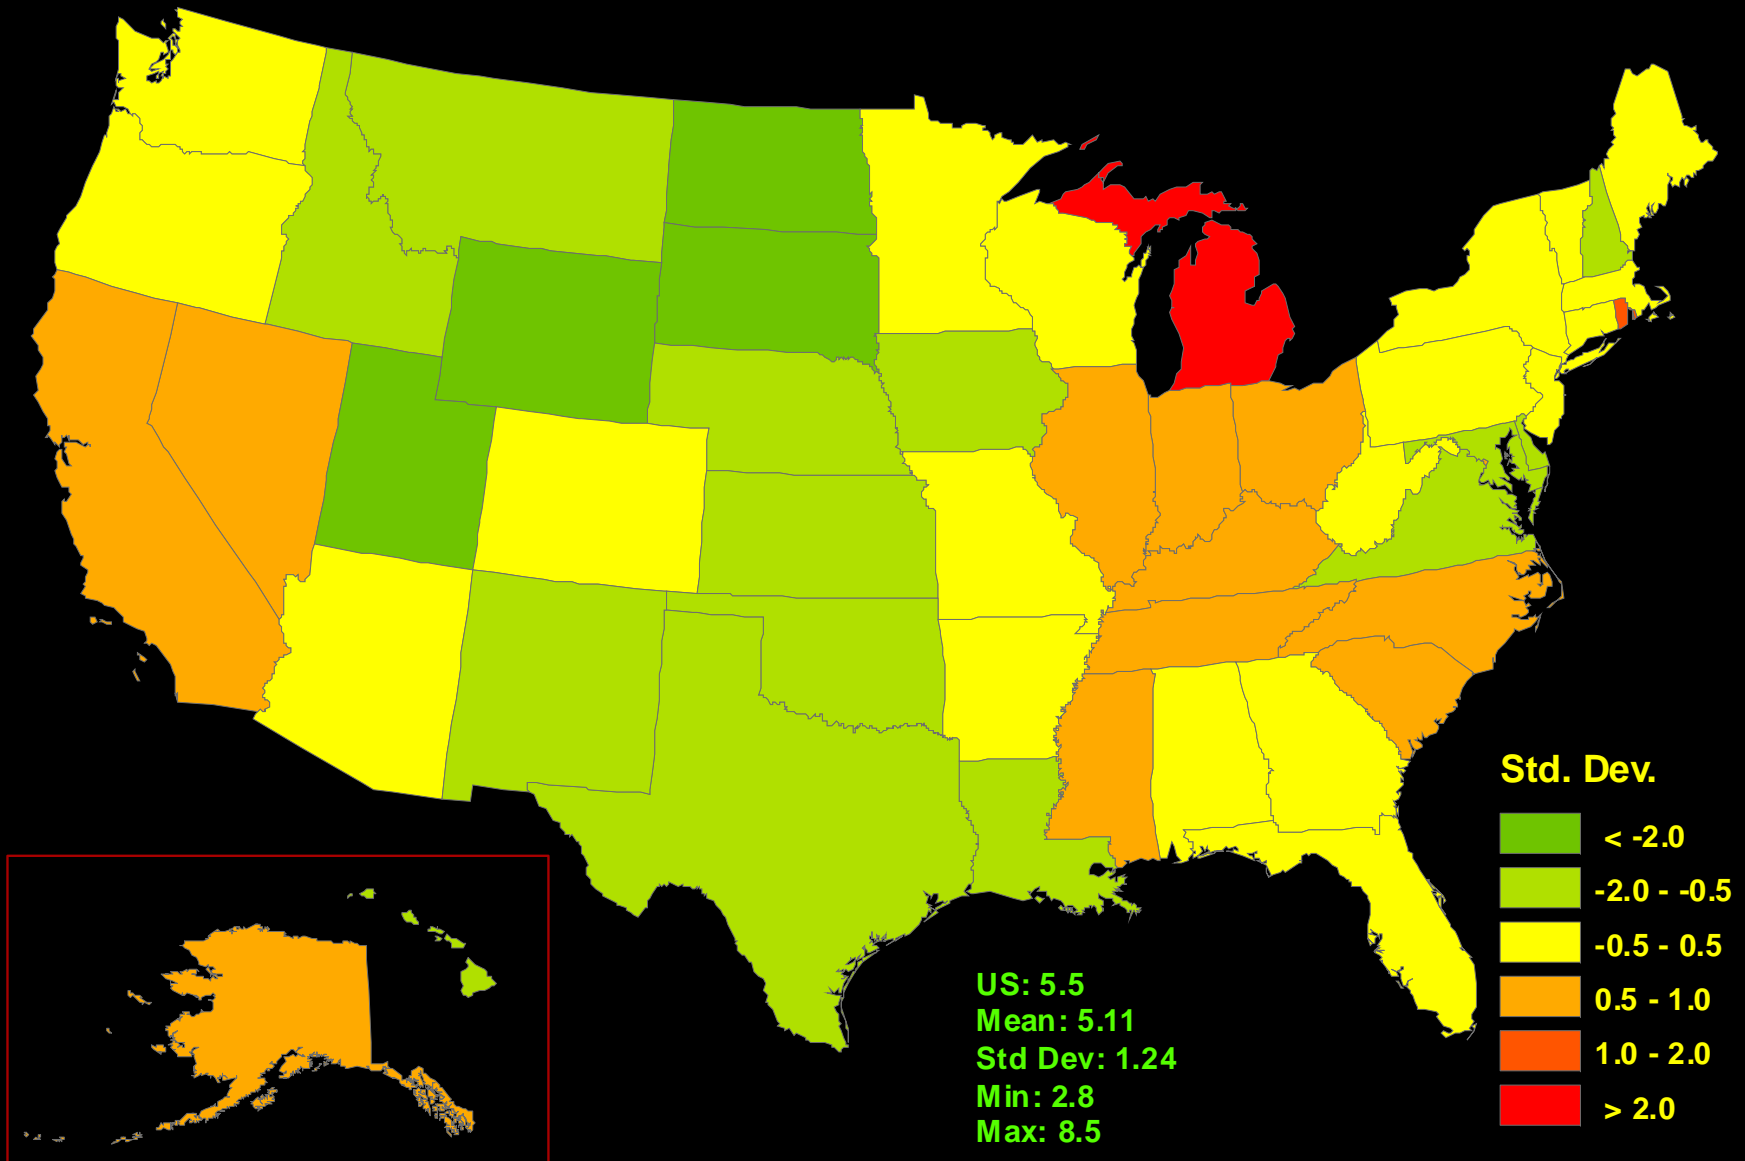 Std. Dev.
< -2.0
-2.0 - -0.5
-0.5 - 0.5
0.5 - 1.0
1.0 - 2.0
> 2.0
US: 5.5
Mean: 5.11
Std Dev: 1.24
Min: 2.8
Max: 8.5